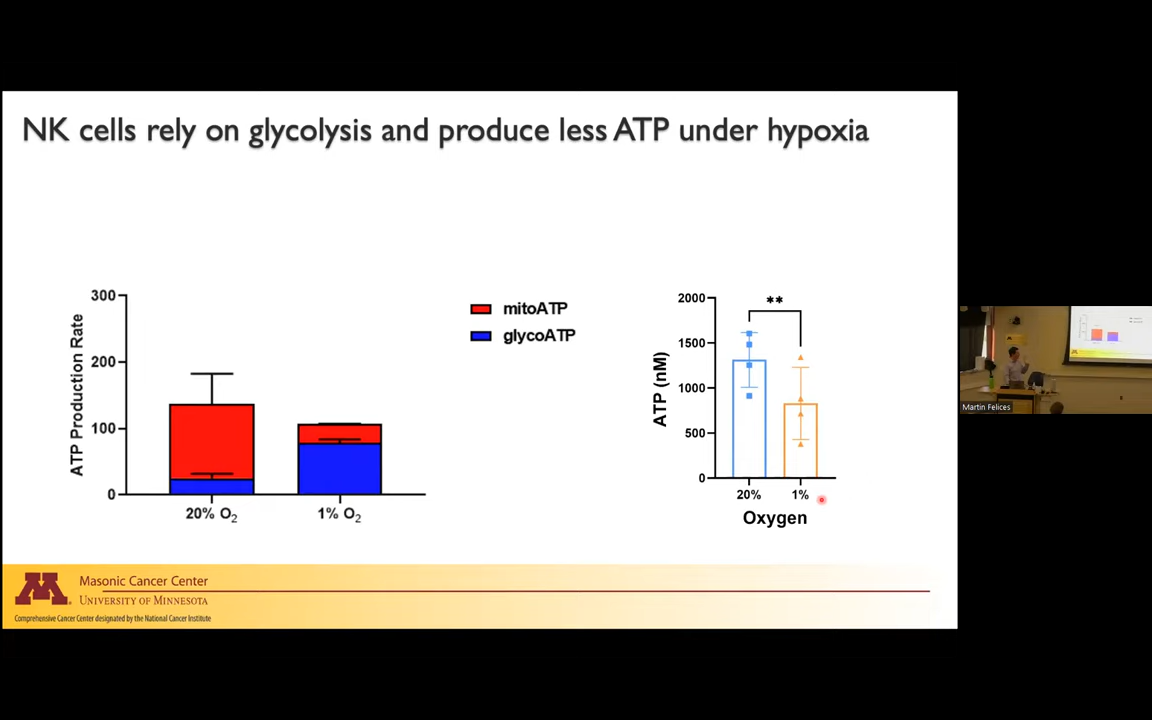 NK cells rely on glycolysis and produce less ATP under hypoxia
300
200
100
0
ATP Production Rate
20% O2
1% O2
mitoATP
glycoATP
2000
1500
1000
500
0
ATP (nM)
**
20%
1%
Oxygen
M
Masonic Cancer Center
UNIVERSITY OF MINNESOTA
Comprehensive Cancer Center designated by the National Cancer Institute
Martin Felices